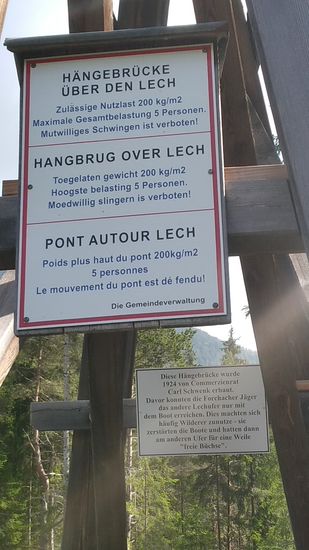 HÄNGEBRÜCKE
ÜBER DEN LECH
Zulässige Nutzlast 200 kg/m2
Maximale Gesamtbelastung 5 Personen.
Mutwilliges Schwingen ist verboten!
HANGBRUG OVER LECH
Toegelaten gewicht 200 kg/m2
Hoogste belasting 5 Personen.
Moedwillig slingern is verboten!
PONT AUTOUR LECH
Poids plus haut du pont 200kg/m2
5 personnes
Le mouvement du pont est dé fendu!
Die Gemeindeverwaltung
Diese Hängebrücke wurde
1924 von Commerzienrat
Carl Schwenk erbaut.
Davor konnten die Forchacher Jäger
das andere Lechufer nur mit
dem Boot erreichen. Dies machten sich
häufig Wilderer zunutze - sie
zerstörten die Boote und hatten dann
am anderen Ufer für eine Weile
"freie Büchse".